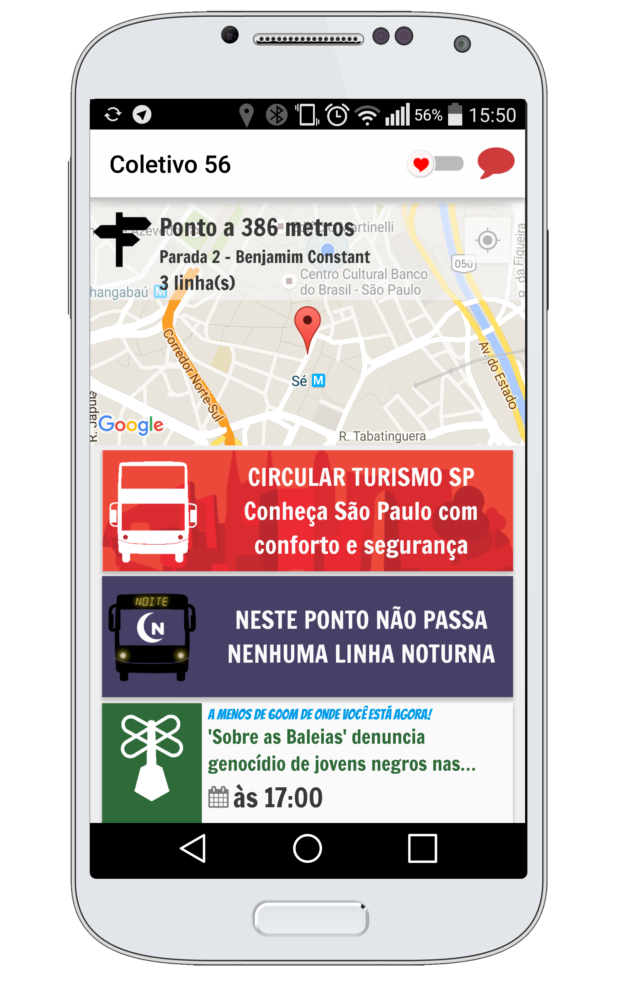 56% 15:50
Coletivo 56
Ponto a 386 metros
Azevedo
Edifício Martinelli
Parada 2 - Benjamim Constant
3 linha(s)
050
R. da Figueira
Centro Cultural Banco
do Brasil - São Paulo
hangabaú M
Corredor Norte-Sul
Av. do Estado
Sé M
R. Japurá
Google
R. Tabatinguera
CIRCULAR TURISMO SP
Conheça São Paulo com
conforto e segurança
NOITE
N
NESTE PONTO NÃO PASSA
NENHUMA LINHA NOTURNA
A MENOS DE 600M DE ONDE VOCÊ ESTÁ AGORA!
'Sobre as Baleias' denuncia
genocídio de jovens negros nas...
às 17:00